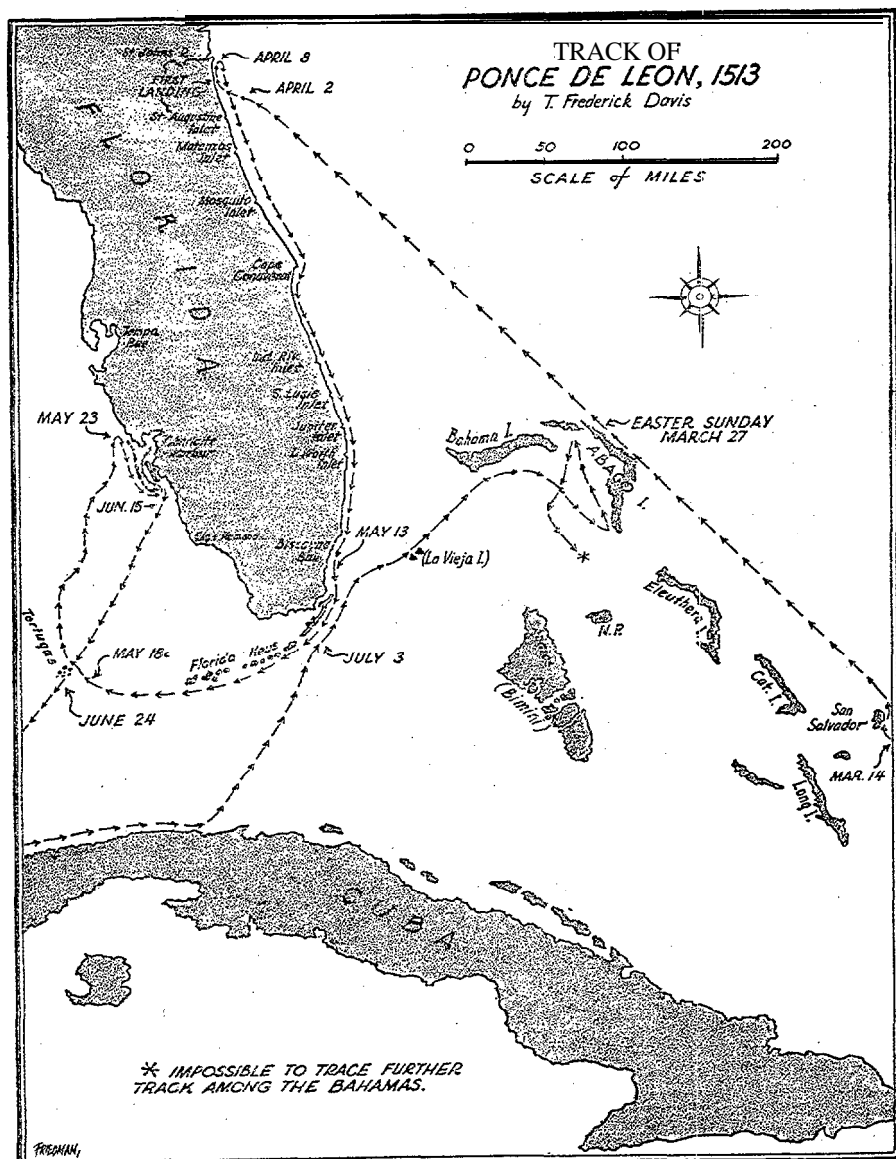 TRACK OF
PONCE DE LEON, 1513
by T. Frederick Davis
0 50 100 200
SCALE of MILES
St. Johns R.
APRIL 8
FIRST
LANDING
APRIL 2
St. Augustine
Inlet
Matanzas
Inlet
Mosquito
Inlet
FLORIDA
Cape
Canaveral
Tampa
Bay
Ind. Riv.
Inlet
S. Lucie
Inlet
Jupiter
Inlet
L. Worth
Inlet
MAY 23
Charlotte
Harbour
JUN. 15
Biscayne
Bay
MAY 13
Bahama I.
EASTER SUNDAY
MARCH 27
ABACO I.
(La Vieja I.)
*
Tortugas
MAY 18
Florida Keys
JULY 3
JUNE 24
N.P.
Eleuthera I.
(Bimini)
Cat. I.
San
Salvador
MAR. 14
Long I.
CUBA
* IMPOSSIBLE TO TRACE FURTHER
TRACK AMONG THE BAHAMAS.